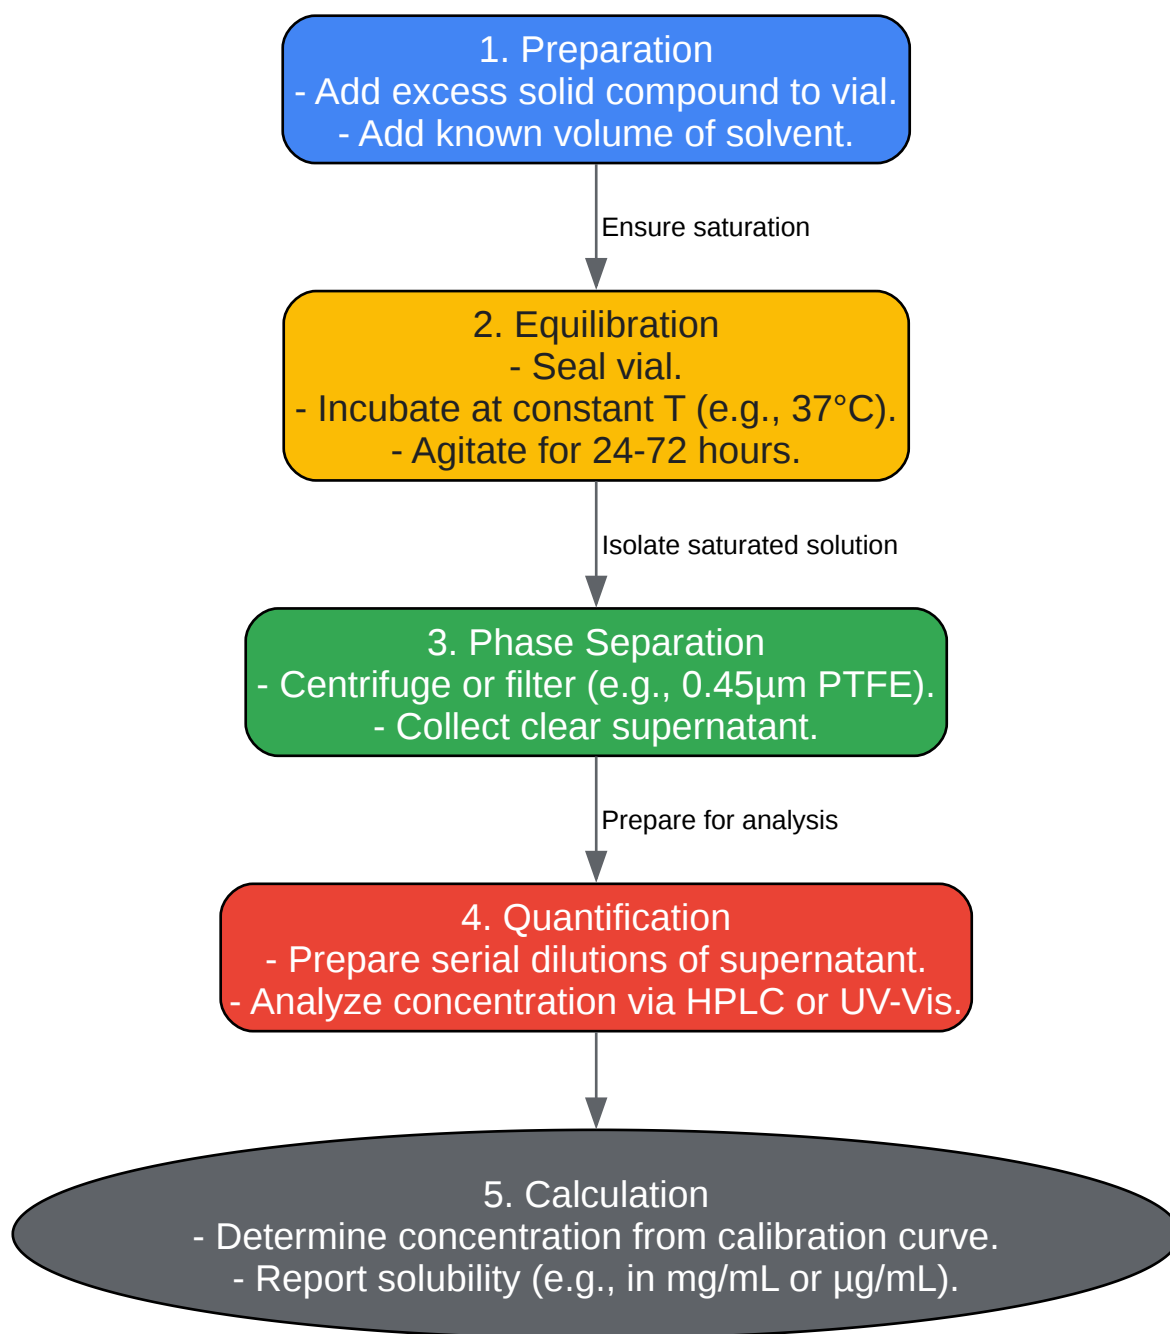 1. Preparation
- Add excess solid compound to vial.
- Add known volume of solvent.
Ensure saturation
2. Equilibration
- Seal vial.
- Incubate at constant T (e.g., 37°C).
- Agitate for 24-72 hours.
Isolate saturated solution
3. Phase Separation
- Centrifuge or filter (e.g., 0.45µm PTFE).
- Collect clear supernatant.
Prepare for analysis
4. Quantification
- Prepare serial dilutions of supernatant.
- Analyze concentration via HPLC or UV-Vis.
5. Calculation
- Determine concentration from calibration curve.
- Report solubility (e.g., in mg/mL or µg/mL).